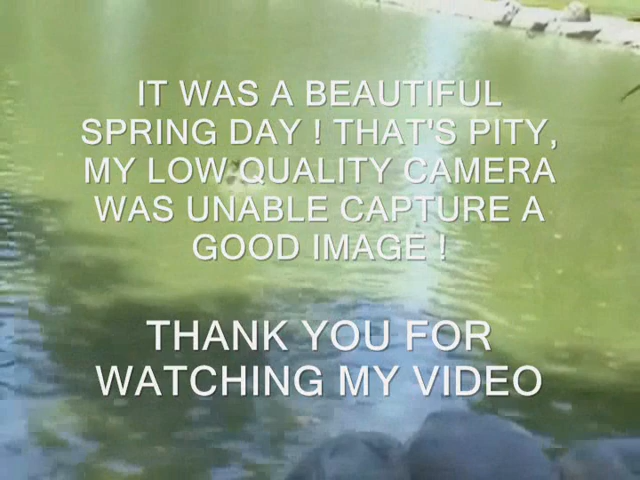 IT WAS A BEAUTIFUL
SPRING DAY ! THAT'S PITY,
MY LOW QUALITY CAMERA
WAS UNABLE CAPTURE A
GOOD IMAGE !
THANK YOU FOR
WATCHING MY VIDEO